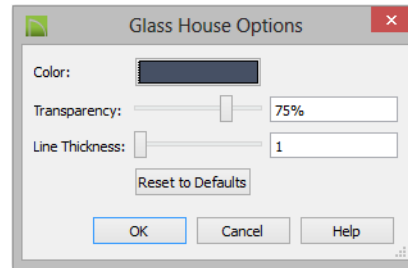 Glass House Options
Color:
Transparency: 75%
Line Thickness: 1
Reset to Defaults
OK Cancel Help